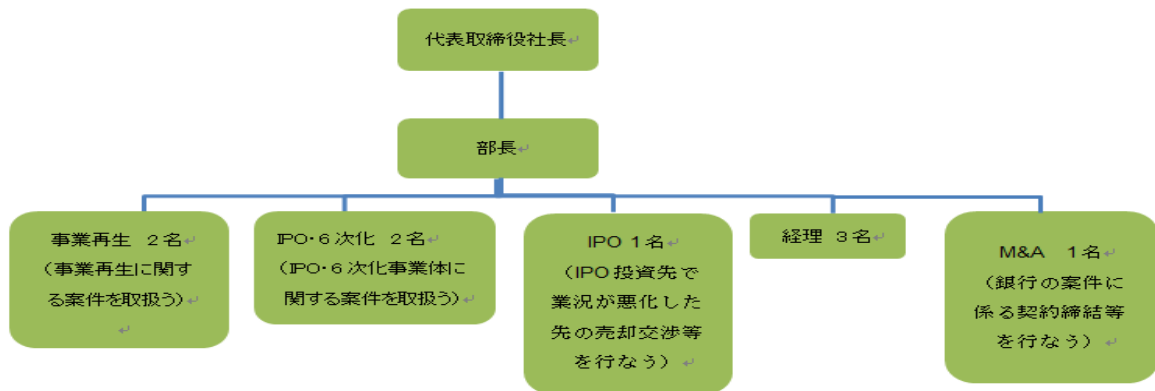 代表取締役社長
部長
事業再生 2名
(事業再生に関す
る案件を取扱う)
IPO・6次化 2名
(IPO・6次化事業体に
関する案件を取扱う)
IPO 1名
(IPO投資先で
業況が悪化した
先の売却交渉等
を行なう)
経理 3名
M&A 1名
(銀行の案件に
係る契約締結等
を行なう)